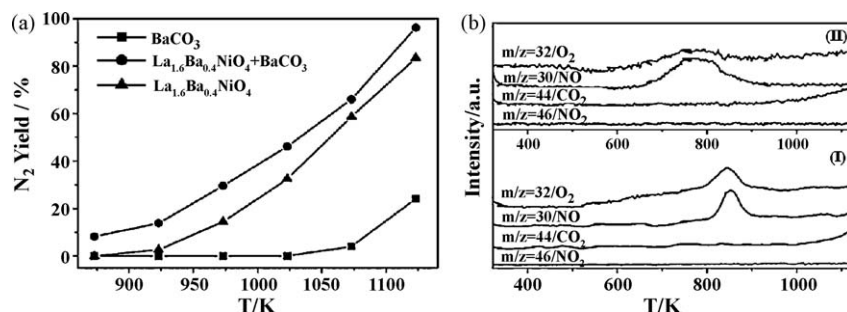 (a)
N₂ Yield / %
100
80
60
40
20
0
BaCO₃
La₁.₆Ba₀.₄NiO₄+BaCO₃
La₁.₆Ba₀.₄NiO₄
900 950 1000 1050 1100
T/K
(b)
Intensity/a.u.
(II)
m/z=32/O₂
m/z=30/NO
m/z=44/CO₂
m/z=46/NO₂
400 600 800 1000
(I)
m/z=32/O₂
m/z=30/NO
m/z=44/CO₂
m/z=46/NO₂
400 600 800 1000
T/K